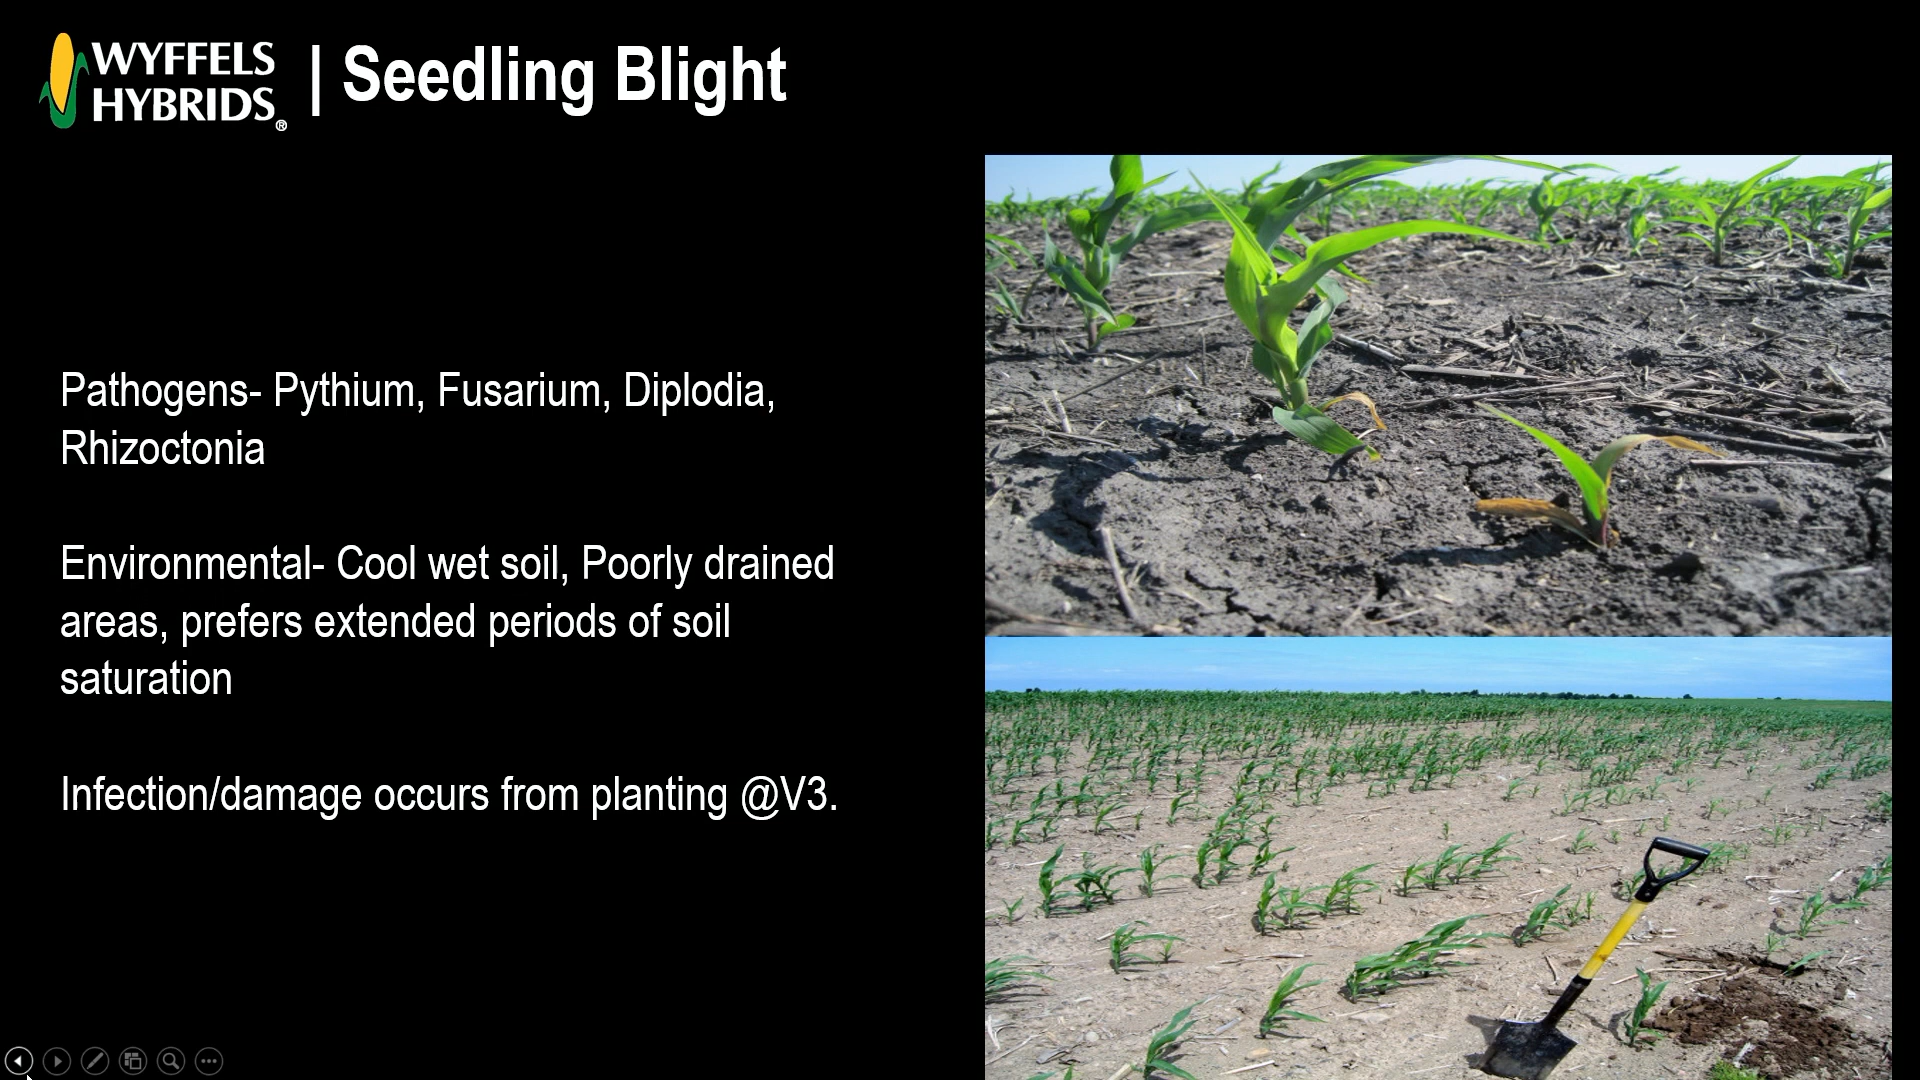 WYFFELS
HYBRIDS®
| Seedling Blight
Pathogens- Pythium, Fusarium, Diplodia,
Rhizoctonia
Environmental- Cool wet soil, Poorly drained
areas, prefers extended periods of soil
saturation
Infection/damage occurs from planting @V3.